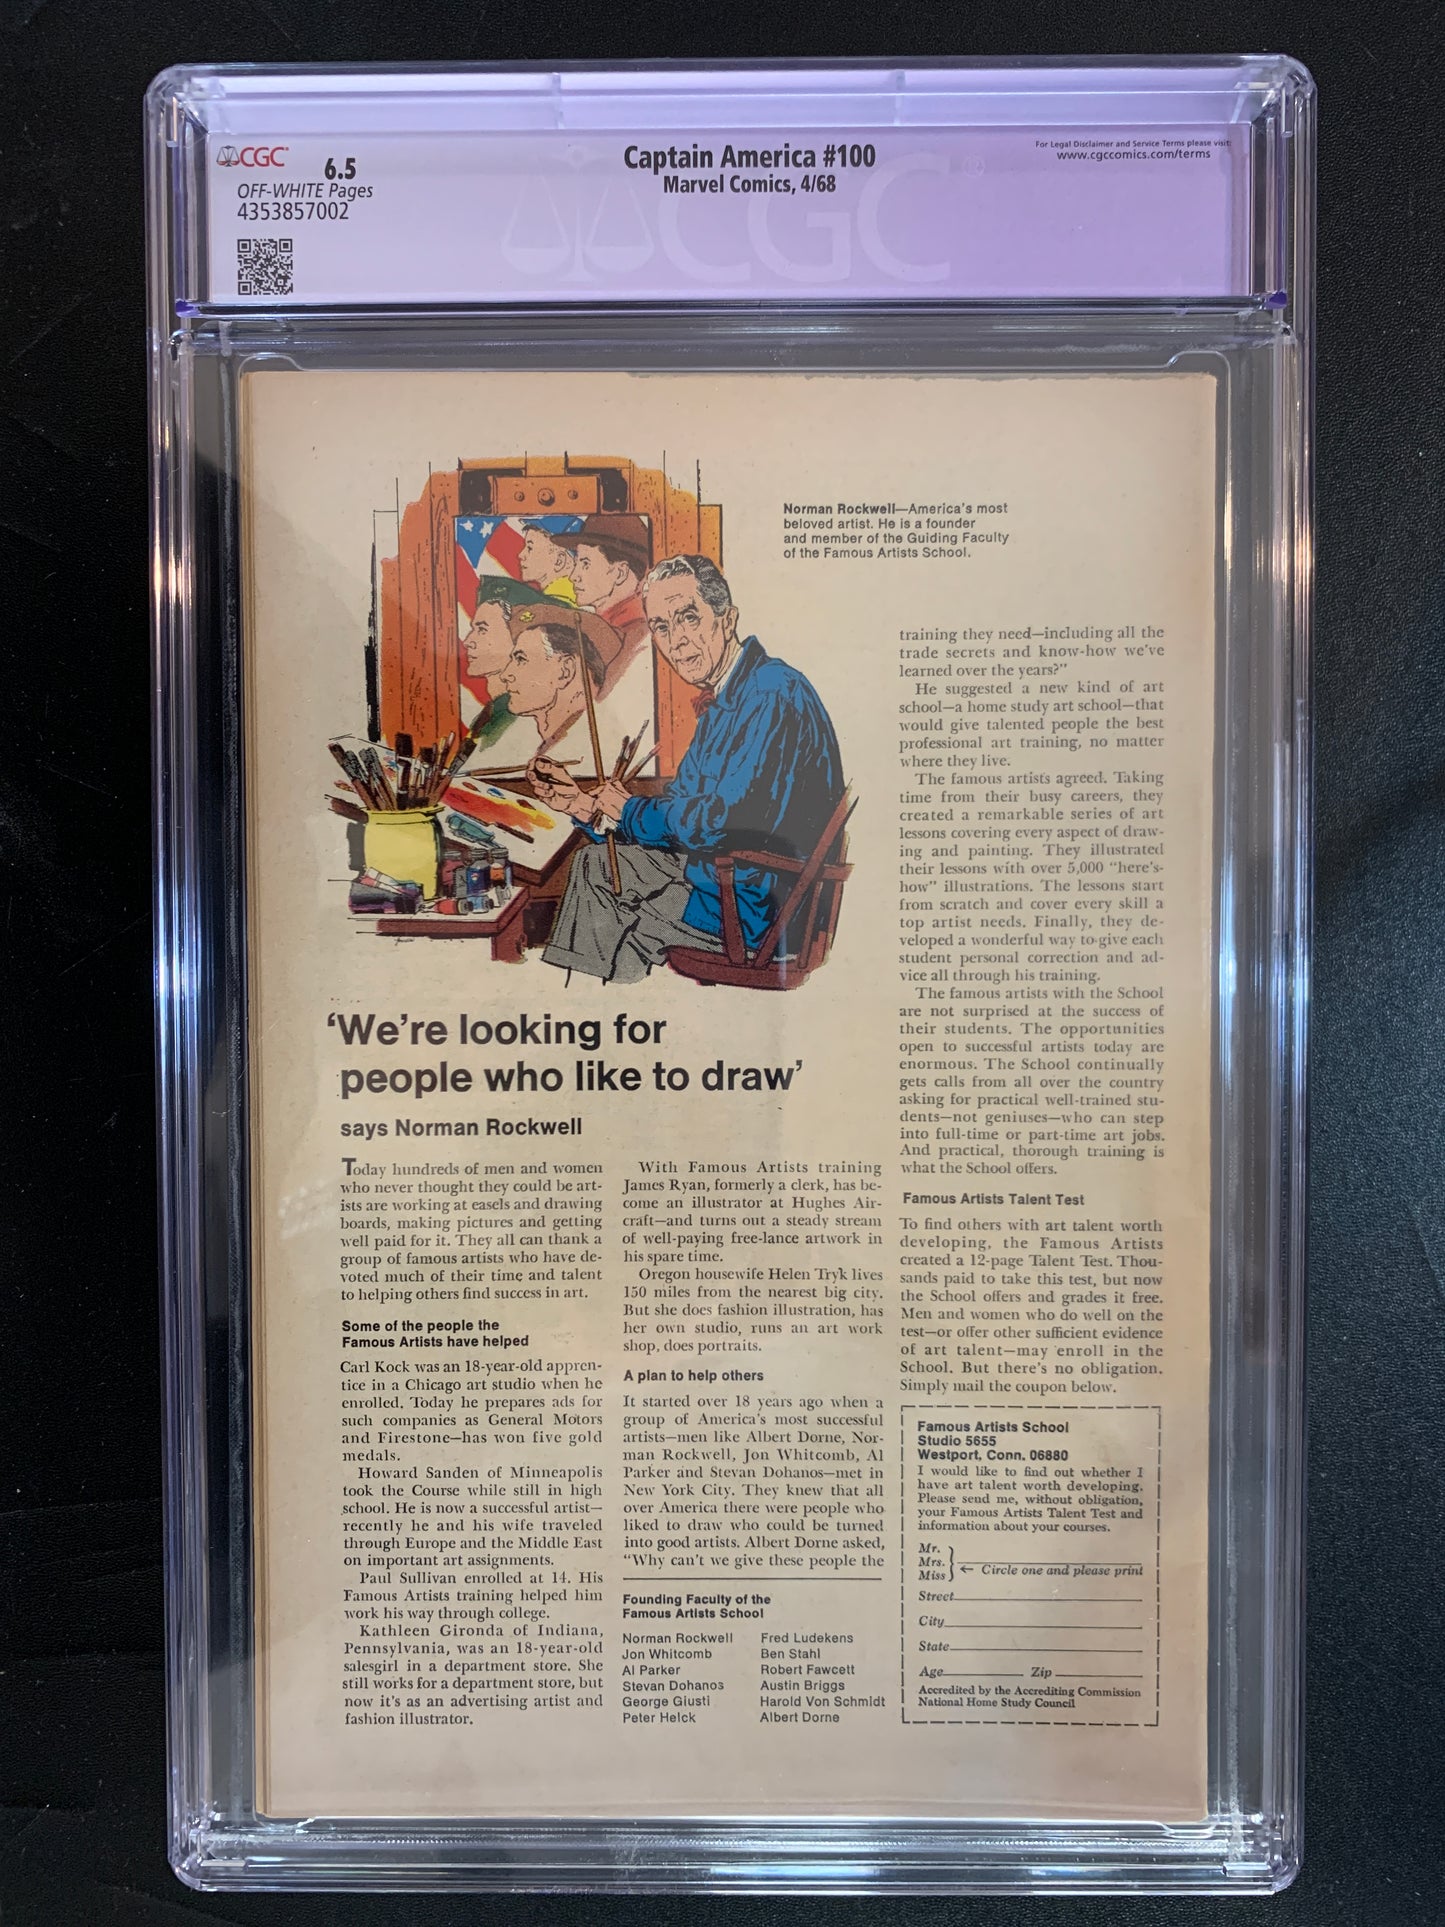 CGC
6.5
OFF-WHITE Pages
4353857002
Captain America #100
Marvel Comics, 4/68
For Legal Disclaimer and Service Terms please visit:
www.cgccomics.com/terms
CGC
Norman Rockwell—America's most
beloved artist. He is a founder
and member of the Guiding Faculty
of the Famous Artists School.
'We're looking for
people who like to draw'
says Norman Rockwell
Today hundreds of men and women
who never thought they could be art-
ists are working at easels and drawing
boards, making pictures and getting
well paid for it. They all can thank a
group of famous artists who have de-
voted much of their time and talent
to helping others find success in art.
Some of the people the
Famous Artists have helped
Carl Kock was an 18-year-old appren-
tice in a Chicago art studio when he
enrolled. Today he prepares ads for
such companies as General Motors
and Firestone—has won five gold
medals.
Howard Sanden of Minneapolis
took the Course while still in high
school. He is now a successful artist—
recently he and his wife traveled
through Europe and the Middle East
on important art assignments.
Paul Sullivan enrolled at 14. His
Famous Artists training helped him
work his way through college.
Kathleen Gironda of Indiana,
Pennsylvania, was an 18-year-old
salesgirl in a department store. She
still works for a department store, but
now it's as an advertising artist and
fashion illustrator.
With Famous Artists training
James Ryan, formerly a clerk, has be-
come an illustrator at Hughes Air-
craft—and turns out a steady stream
of well-paying free-lance artwork in
his spare time.
Oregon housewife Helen Tryk lives
150 miles from the nearest big city.
But she does fashion illustration, has
her own studio, runs an art work
shop, does portraits.
A plan to help others
It started over 18 years ago when a
group of America's most successful
artists—men like Albert Dorne, Nor-
man Rockwell, Jon Whitcomb, Al
Parker and Stevan Dohanos—met in
New York City. They knew that all
over America there were people who
liked to draw who could be turned
into good artists. Albert Dorne asked,
"Why can't we give these people the
Founding Faculty of the
Famous Artists School
Norman Rockwell
Jon Whitcomb
Al Parker
Stevan Dohanos
George Giusti
Peter Helck
Fred Ludekens
Ben Stahl
Robert Fawcett
Austin Briggs
Harold Von Schmidt
Albert Dorne
training they need—including all the
trade secrets and know-how we've
learned over the years?"
He suggested a new kind of art
school—a home study art school—that
would give talented people the best
professional art training, no matter
where they live.
The famous artists agreed. Taking
time from their busy careers, they
created a remarkable series of art
lessons covering every aspect of draw-
ing and painting. They illustrated
their lessons with over 5,000 "here's-
how" illustrations. The lessons start
from scratch and cover every skill a
top artist needs. Finally, they de-
veloped a wonderful way to give each
student personal correction and ad-
vice all through his training.
The famous artists with the School
are not surprised at the success of
their students. The opportunities
open to successful artists today are
enormous. The School continually
gets calls from all over the country
asking for practical well-trained stu-
dents—not geniuses—who can step
into full-time or part-time art jobs.
And practical, thorough training is
what the School offers.
Famous Artists Talent Test
To find others with art talent worth
developing, the Famous Artists
created a 12-page Talent Test. Thou-
sands paid to take this test, but now
the School offers and grades it free.
Men and women who do well on the
test—or offer other sufficient evidence
of art talent—may enroll in the
School. But there's no obligation.
Simply mail the coupon below.
Famous Artists School
Studio 5655
Westport, Conn. 06880
I would like to find out whether I
have art talent worth developing.
Please send me, without obligation,
your Famous Artists Talent Test and
information about your courses.
Mr.
Mrs.
Miss
← Circle one and please print
Street
City
State
Age Zip
Accredited by the Accrediting Commission
National Home Study Council